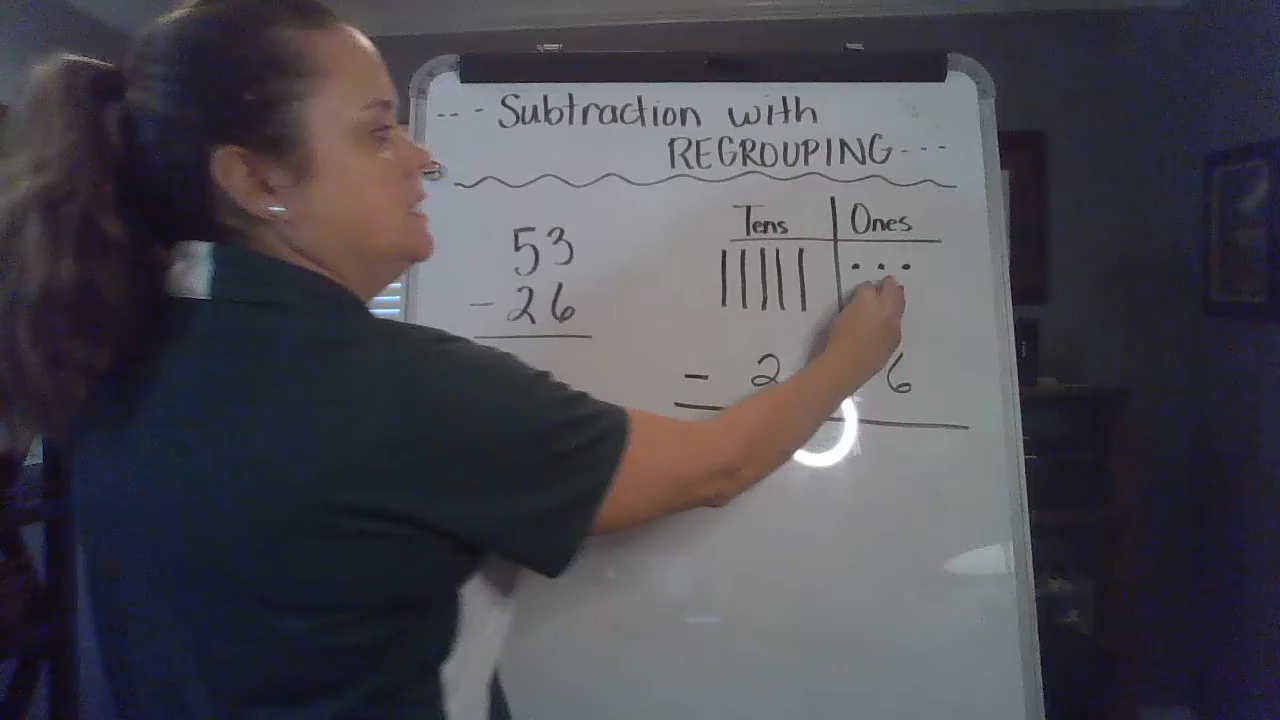 --- Subtraction with
REGROUPING---
53
- 26
Tens Ones
- 2 6